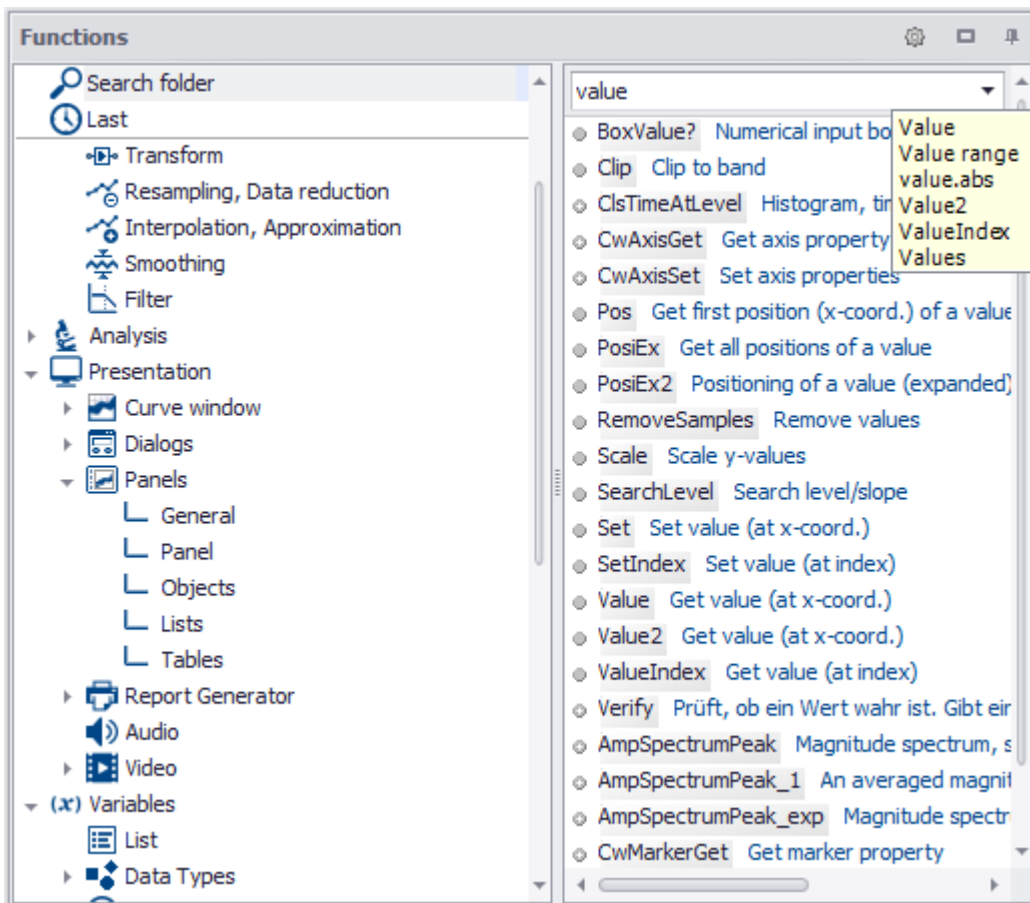 Functions
Search folder
Last
Transform
Resampling, Data reduction
Interpolation, Approximation
Smoothing
Filter
Analysis
Presentation
Curve window
Dialogs
Panels
General
Panel
Objects
Lists
Tables
Report Generator
Audio
Video
(x) Variables
List
Data Types
value
BoxValue? Numerical input bo
Clip Clip to band
ClsTimeAtLevel Histogram, tin
CwAxisGet Get axis property
CwAxisSet Set axis properties
Pos Get first position (x-coord.) of a value
PosiEx Get all positions of a value
PosiEx2 Positioning of a value (expanded)
RemoveSamples Remove values
Scale Scale y-values
SearchLevel Search level/slope
Set Set value (at x-coord.)
SetIndex Set value (at index)
Value Get value (at x-coord.)
Value2 Get value (at x-coord.)
ValueIndex Get value (at index)
Verify Prüft, ob ein Wert wahr ist. Gibt eir
AmpSpectrumPeak Magnitude spectrum, s
AmpSpectrumPeak_1 An averaged magnit
AmpSpectrumPeak_exp Magnitude spectr
CwMarkerGet Get marker property
Value
Value range
value.abs
Value2
ValueIndex
Values